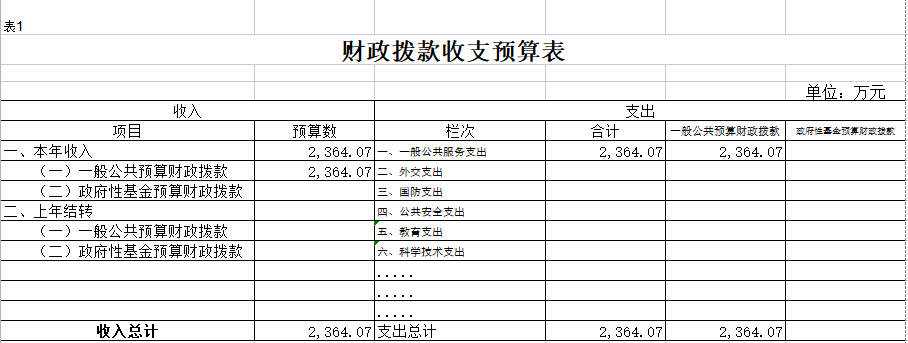 表1
财政拨款收支预算表
单位：万元
收入 支出
项目 预算数 栏次 合计 一般公共预算财政拨款 政府性基金预算财政拨款
一、本年收入 2,364.07 一、一般公共服务支出 2,364.07 2,364.07
（一）一般公共预算财政拨款 2,364.07 二、外交支出
（二）政府性基金预算财政拨款 三、国防支出
二、上年结转 四、公共安全支出
（一）一般公共预算财政拨款 五、教育支出
（二）政府性基金预算财政拨款 六、科学技术支出
.....
.....
.....
收入总计 2,364.07 支出总计 2,364.07 2,364.07